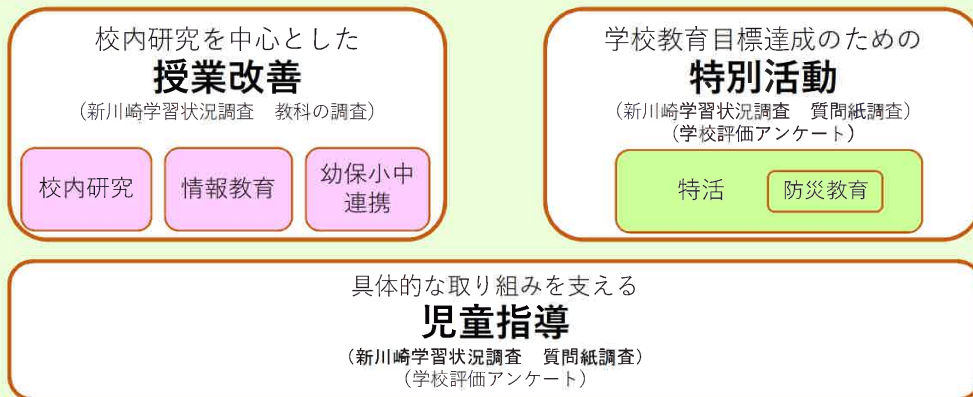 校内研究を中心とした
授業改善
（新川崎学習状況調査　教科の調査）
校内研究
情報教育
幼保小中
連携
学校教育目標達成のための
特別活動
（新川崎学習状況調査　質問紙調査）
（学校評価アンケート）
特活
防災教育
具体的な取り組みを支える
児童指導
（新川崎学習状況調査　質問紙調査）
（学校評価アンケート）